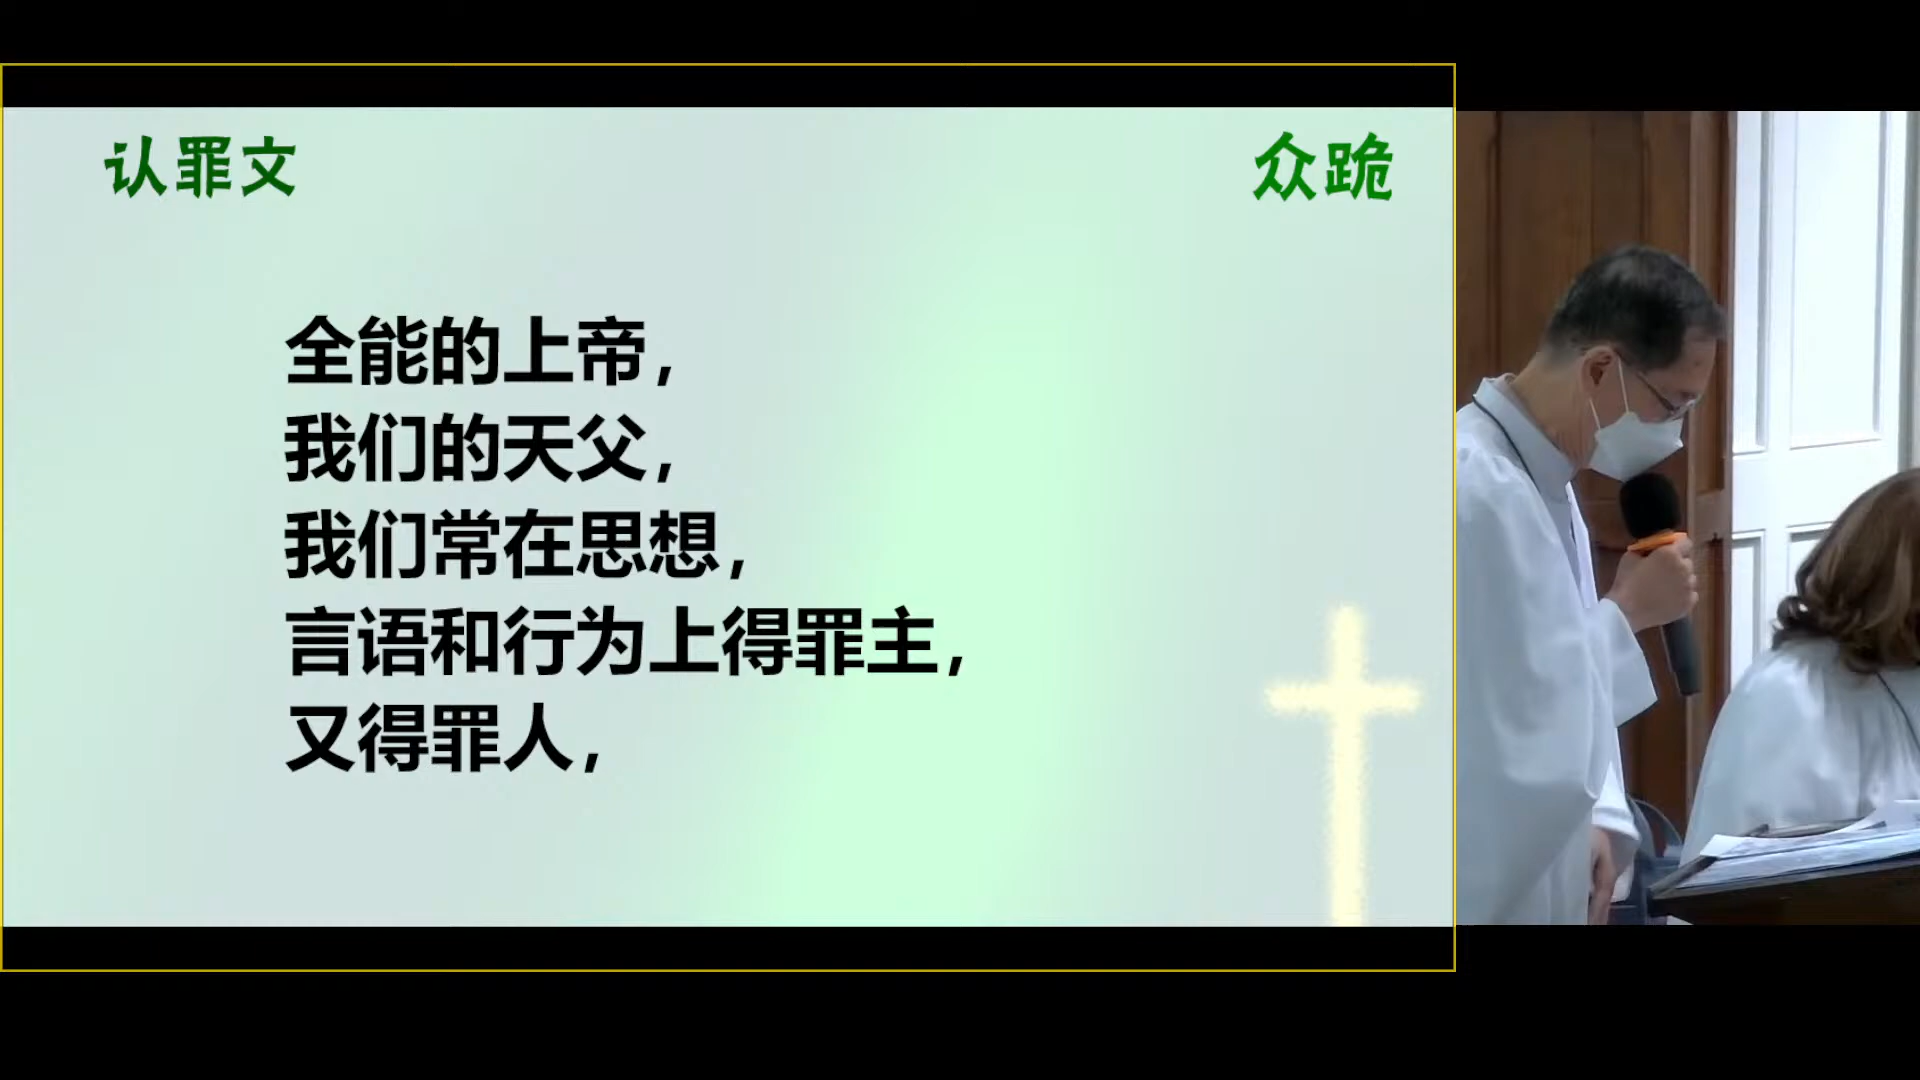 认罪文
众跪
全能的上帝，
我们的天父，
我们常在思想，
言语和行为上得罪主，
又得罪人，